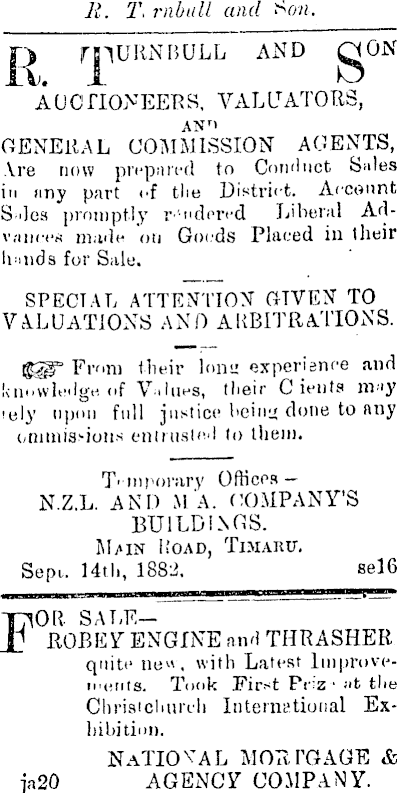 R. Turnbull and Son.
R. TURNBULL AND SON
AUCTIONEERS, VALUATORS,
AND
GENERAL COMMISSION AGENTS,
Are now prepared to Conduct Sales
in any part of the District. Account
Sales promptly rendered Liberal Ad-
vances made on Goods Placed in their
hands for Sale.
SPECIAL ATTENTION GIVEN TO
VALUATIONS AND ARBITRATIONS.
☞ From their long experience and
knowledge of Values, their Clients may
rely upon full justice being done to any
commissions entrusted to them.
Temporary Offices –
N.Z.L. AND M A. COMPANY'S
BUILDINGS.
MAIN ROAD, TIMARU.
Sept. 14th, 1882. se16
FOR SALE—
ROBEY ENGINE and THRASHER
quite new, with Latest Improve-
ments. Took First Prize at the
Christchurch International Ex-
hibition.
NATIONAL MORTGAGE &
ja20 AGENCY COMPANY.